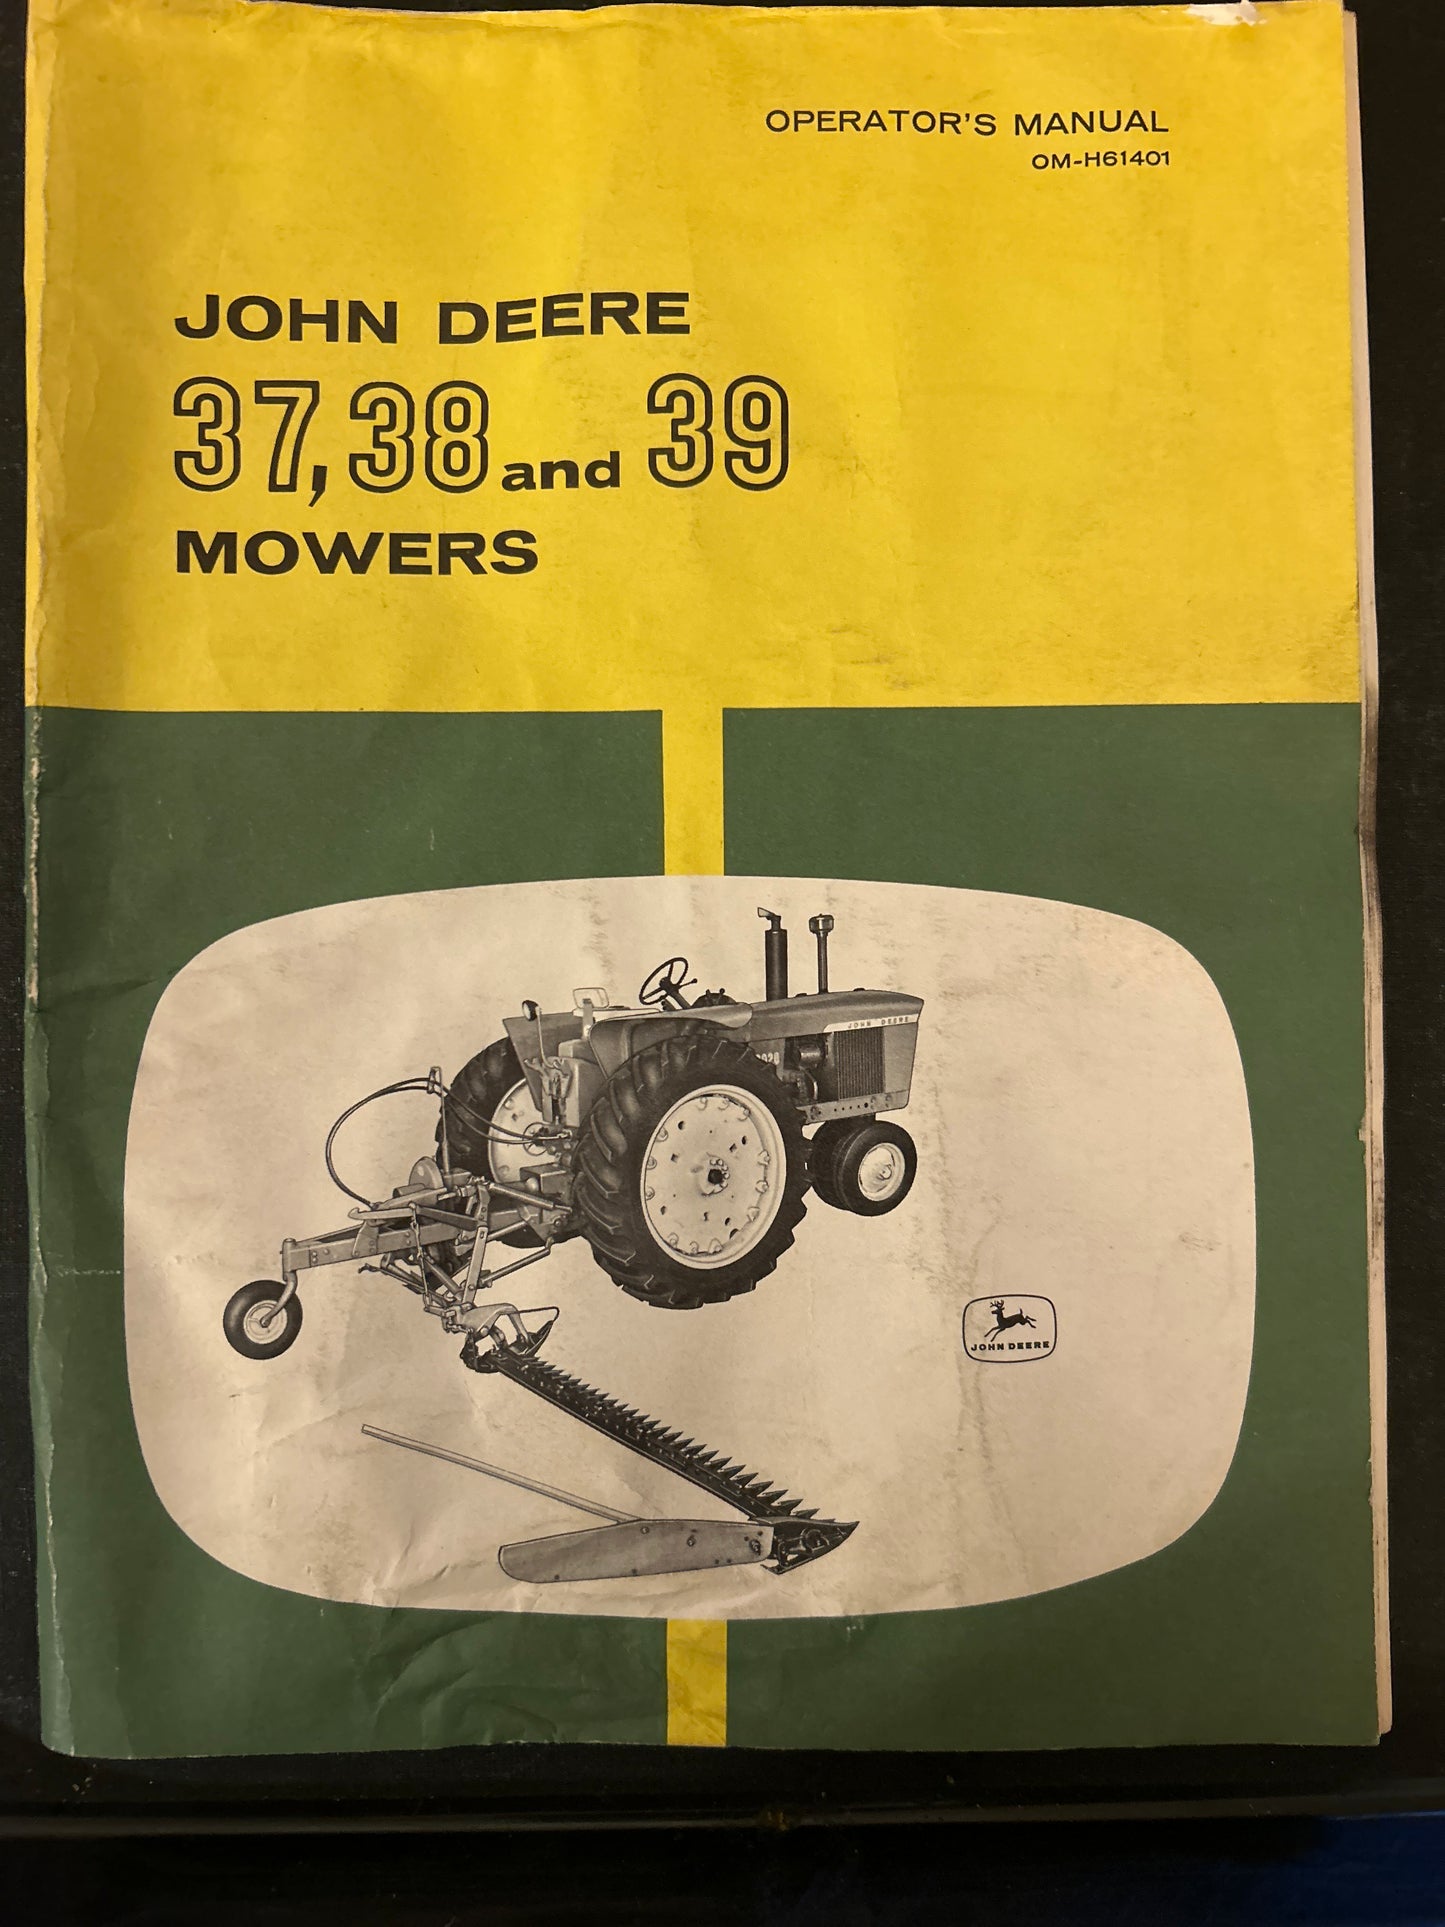 OPERATOR'S MANUAL
OM-H61401
JOHN DEERE
37, 38 and 39
MOWERS
JOHN DEERE
JOHN DEERE